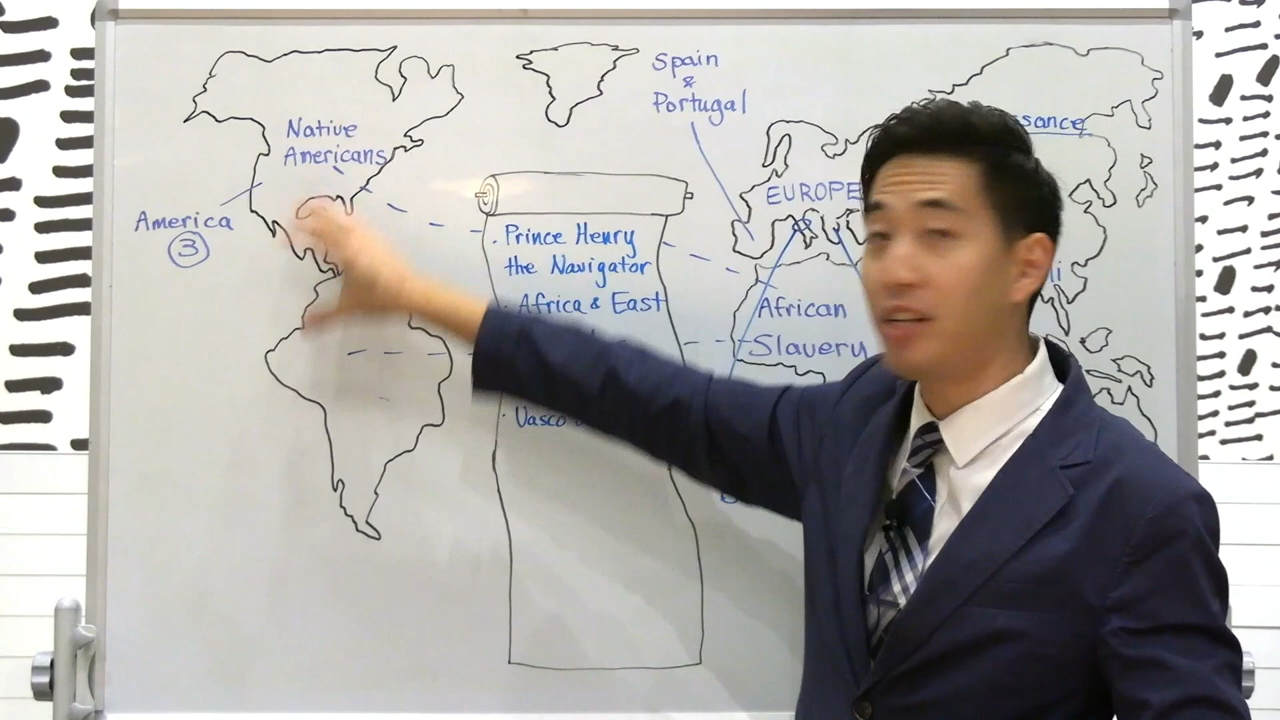 Spain
&
Portugal
Native
Americans
America
3
EUROPE
. Prince Henry
the Navigator
. Africa & East
African
Slavery
. Vasco